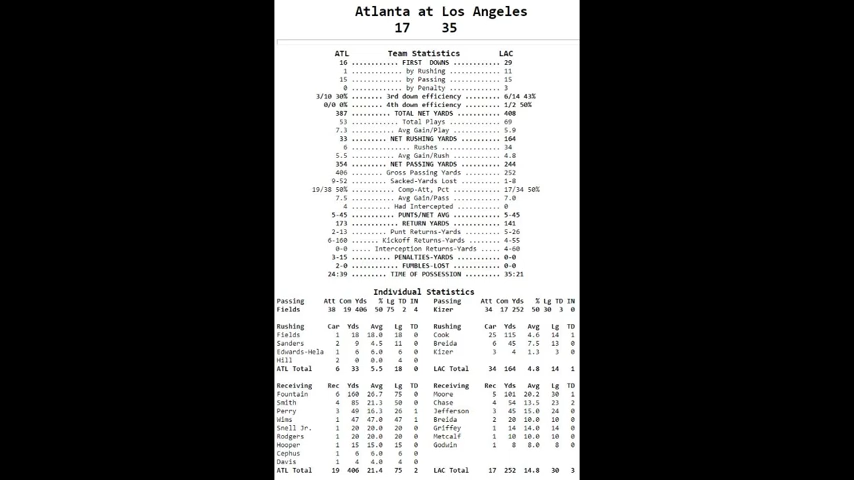 Atlanta at Los Angeles
17 35
ATL Team Statistics LAC
16 ............ FIRST DOWNS ........... 29
1 ............. by Rushing ............ 11
15 ............. by Passing ............ 15
0 ............. by Penalty ............ 3
3/10 30% ........ 3rd down efficiency ......... 6/14 43%
0/0 0% ........ 4th down efficiency ......... 1/2 50%
387 .......... TOTAL NET YARDS .......... 408
53 ............ Total Plays ............ 69
7.3 ........... Avg Gain/Play .......... 5.9
33 ......... NET RUSHING YARDS ......... 164
6 .............. Rushes .............. 34
5.5 ........... Avg Gain/Rush .......... 4.8
354 ......... NET PASSING YARDS ......... 244
406 ........ Gross Passing Yards ........ 252
9-52 ......... Sacked-Yards Lost ......... 1-8
19/38 50% ........... Comp-Att, Pct ........... 17/34 50%
7.5 ........... Avg Gain/Pass .......... 7.0
4 .......... Had Intercepted .......... 0
5-45 .......... PUNTS/NET AVG .......... 5-45
173 ............ RETURN YARDS ........... 141
2-13 ........ Punt Returns-Yards ........ 5-26
6-160 ....... Kickoff Returns-Yards ....... 4-55
0-0 ..... Interception Returns-Yards .... 4-60
3-15 ......... PENALTIES-YARDS ......... 0-0
2-0 ........... FUMBLES-LOST ........... 0-0
24:39 ......... TIME OF POSSESSION ........ 35:21
Individual Statistics
Passing Att Com Yds % Lg TD IN Passing Att Com Yds % Lg TD IN
Fields 38 19 406 50 75 2 4 Kizer 34 17 252 50 30 3 0
Rushing Car Yds Avg Lg TD Rushing Car Yds Avg Lg TD
Fields 1 18 18.0 18 0 Cook 25 115 4.6 14 1
Sanders 2 9 4.5 11 0 Breida 6 45 7.5 13 0
Edwards-Hela 1 6 6.0 6 0 Kizer 3 4 1.3 3 0
Hill 2 0 0.0 4 0
ATL Total 6 33 5.5 18 0 LAC Total 34 164 4.8 14 1
Receiving Rec Yds Avg Lg TD Receiving Rec Yds Avg Lg TD
Fountain 6 160 26.7 75 0 Moore 5 101 20.2 30 1
Smith 4 85 21.3 50 0 Chase 4 54 13.5 23 2
Perry 3 49 16.3 26 1 Jefferson 3 45 15.0 24 0
Wims 1 47 47.0 47 1 Breida 2 20 10.0 10 0
Snell Jr. 1 20 20.0 20 0 Griffey 1 14 14.0 14 0
Rodgers 1 20 20.0 20 0 Metcalf 1 10 10.0 10 0
Hooper 1 15 15.0 15 0 Godwin 1 8 8.0 8 0
Cephus 1 6 6.0 6 0
Davis 1 4 4.0 4 0
ATL Total 19 406 21.4 75 2 LAC Total 17 252 14.8 30 3